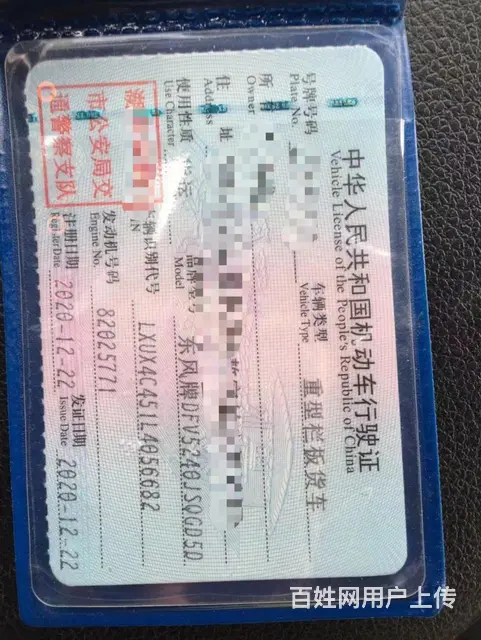 中华人民共和国机动车行驶证
Vehicle License of the People's Republic of China
号牌号码
Plate No.
车辆类型 重型栏板货车
Vehicle Type
所
Owner
住 址
Address
使用性质
Use Character
品牌型号 东风牌DFV5240JSQGD5D
Model
车辆识别代号 LXUX4C451L4056682
发动机号码 82025771
Engine No.
注册日期 2020-12-22 发证日期 2020-12-22
Register Date Issue Date
市公安局交
通警察支队
百姓网用户上传